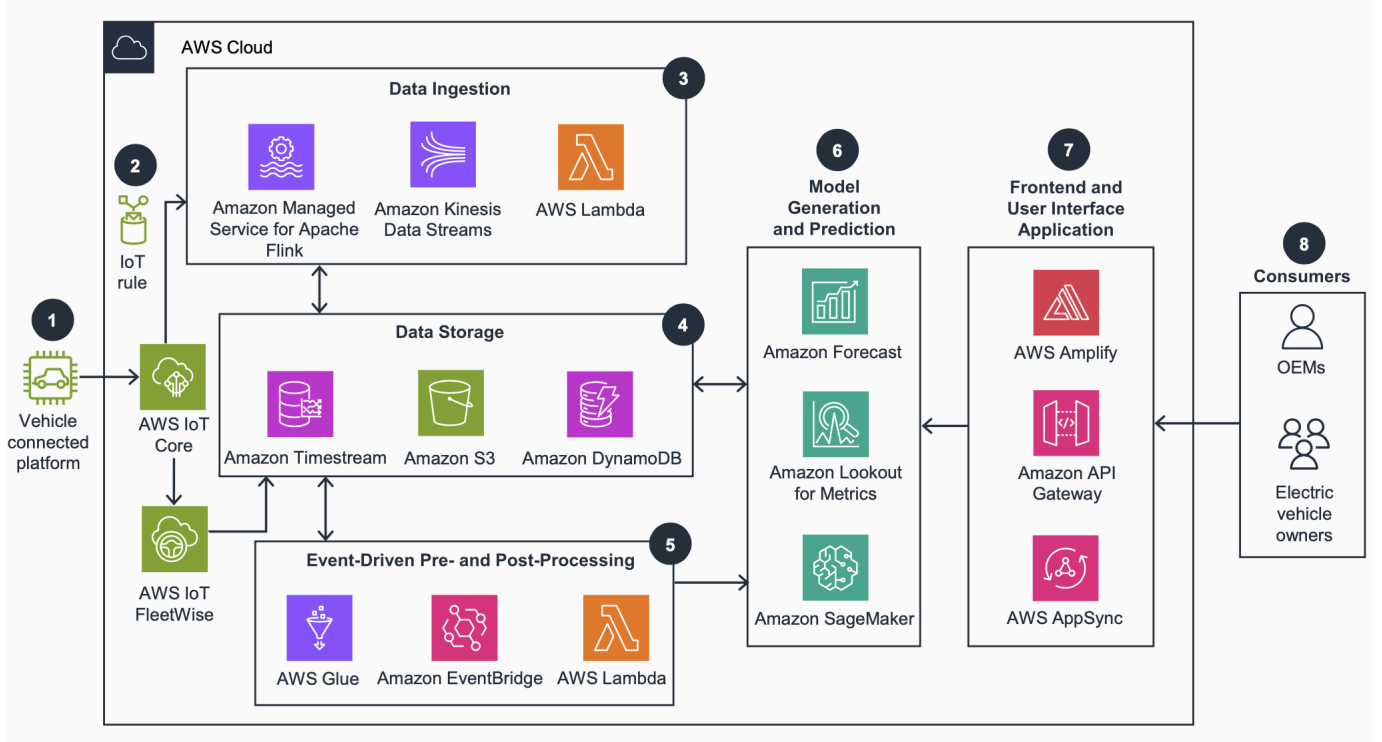 AWS Cloud
3
Data Ingestion
Amazon Managed
Service for Apache
Flink
Amazon Kinesis
Data Streams
AWS Lambda
2
IoT
rule
1
Vehicle
connected
platform
AWS IoT
Core
AWS IoT
FleetWise
4
Data Storage
Amazon Timestream
Amazon S3
Amazon DynamoDB
5
Event-Driven Pre- and Post-Processing
AWS Glue
Amazon EventBridge
AWS Lambda
6
Model
Generation
and Prediction
Amazon Forecast
Amazon Lookout
for Metrics
Amazon SageMaker
7
Frontend and
User Interface
Application
AWS Amplify
</>
Amazon API
Gateway
AWS AppSync
8
Consumers
OEMs
Electric
vehicle
owners